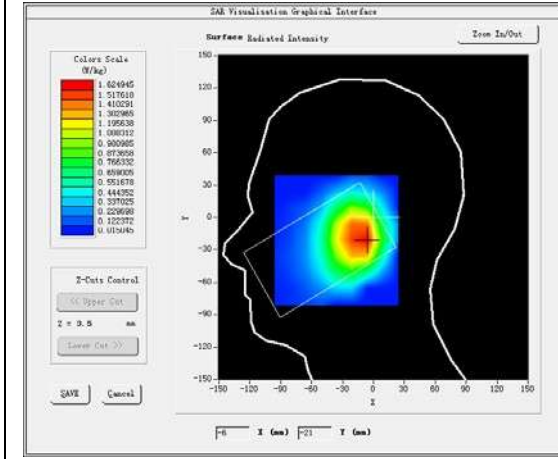 SAR Visualisation Graphical Interface
Surface Radiated Intensity
Zoom In/Out
Colors Scale
(W/kg)
1.624945
1.517618
1.410291
1.302965
1.195638
1.088312
0.980985
0.873658
0.766332
0.659005
0.551678
0.444352
0.337025
0.229698
0.122372
0.015045
150
120
90
60
30
0
-30
-60
-90
-120
-150
Y
-150 -120 -90 -60 -30 0 30 60 90 120 150
X
Z-Cuts Control
<< Upper Cut
Z = 3.5 mm
Lower Cut >>
SAVE Cancel
-6 X (mm) -21 Y (mm)